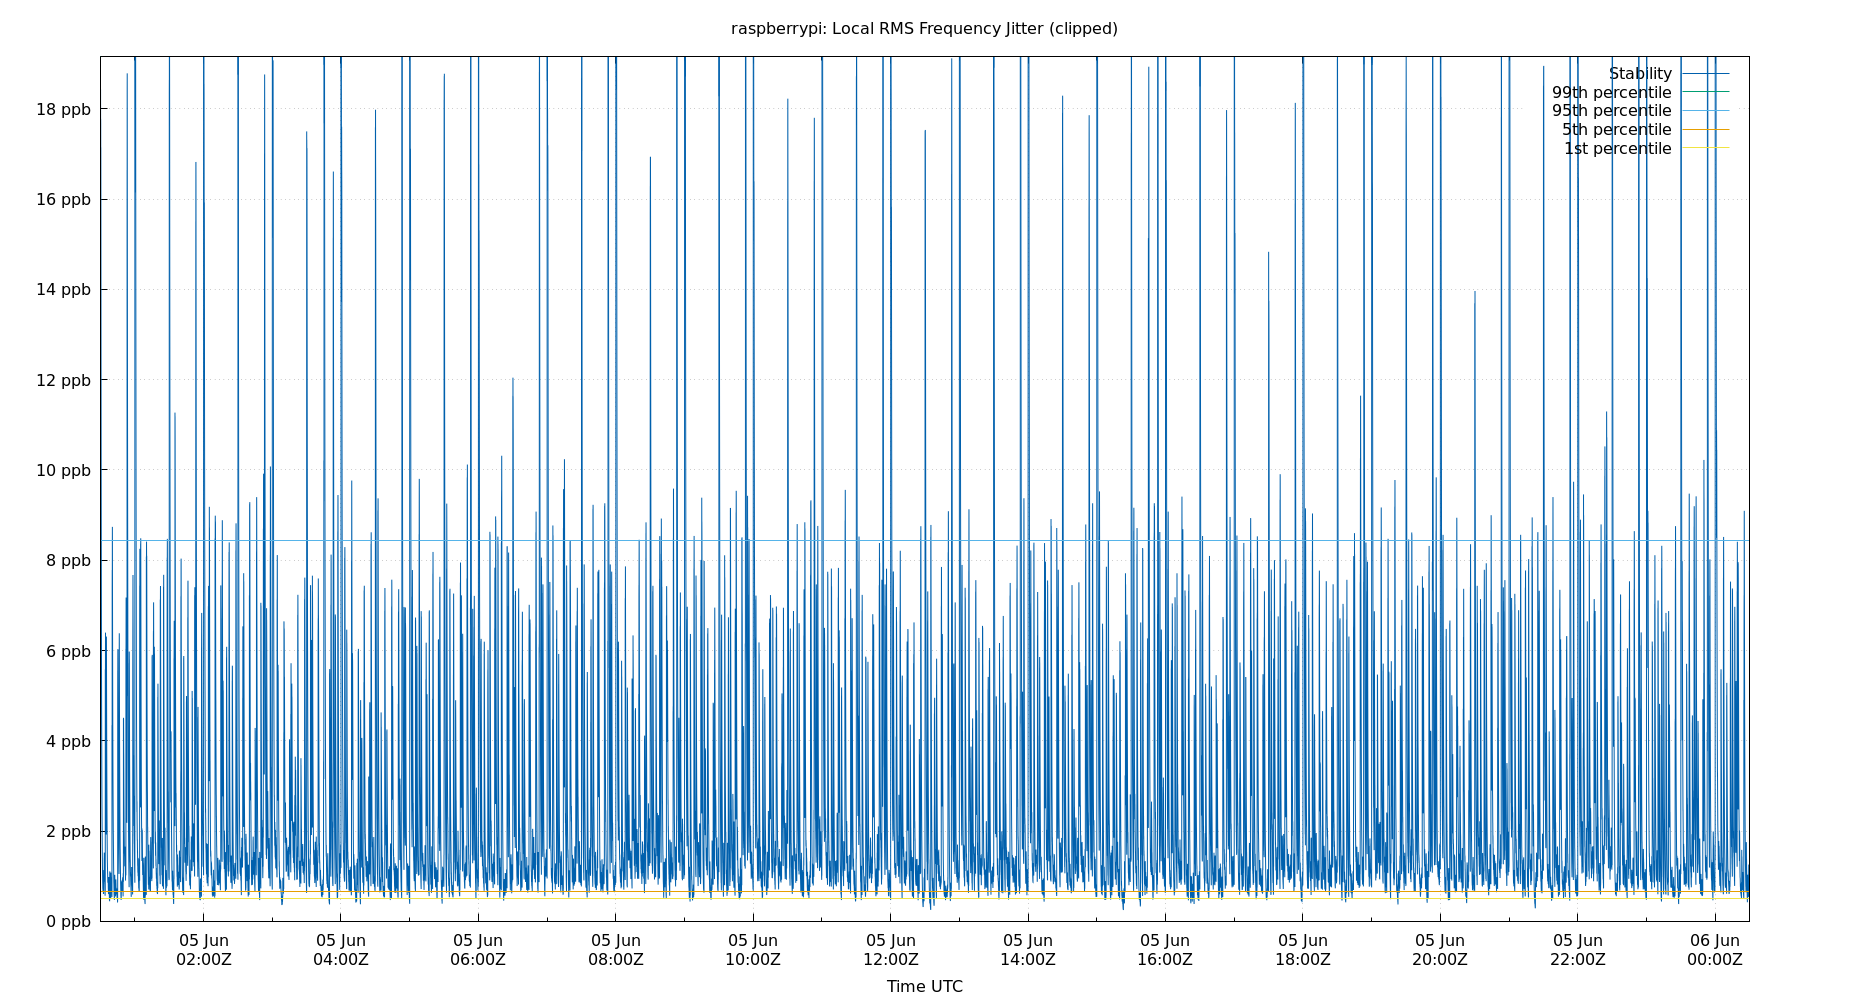 raspberrypi: Local RMS Frequency Jitter (clipped)
Stability
99th percentile
95th percentile
5th percentile
1st percentile
18 ppb
16 ppb
14 ppb
12 ppb
10 ppb
8 ppb
6 ppb
4 ppb
2 ppb
0 ppb
05 Jun 05 Jun 05 Jun 05 Jun 05 Jun 05 Jun 05 Jun 05 Jun 05 Jun 05 Jun 05 Jun 06 Jun
02:00Z 04:00Z 06:00Z 08:00Z 10:00Z 12:00Z 14:00Z 16:00Z 18:00Z 20:00Z 22:00Z 00:00Z
Time UTC